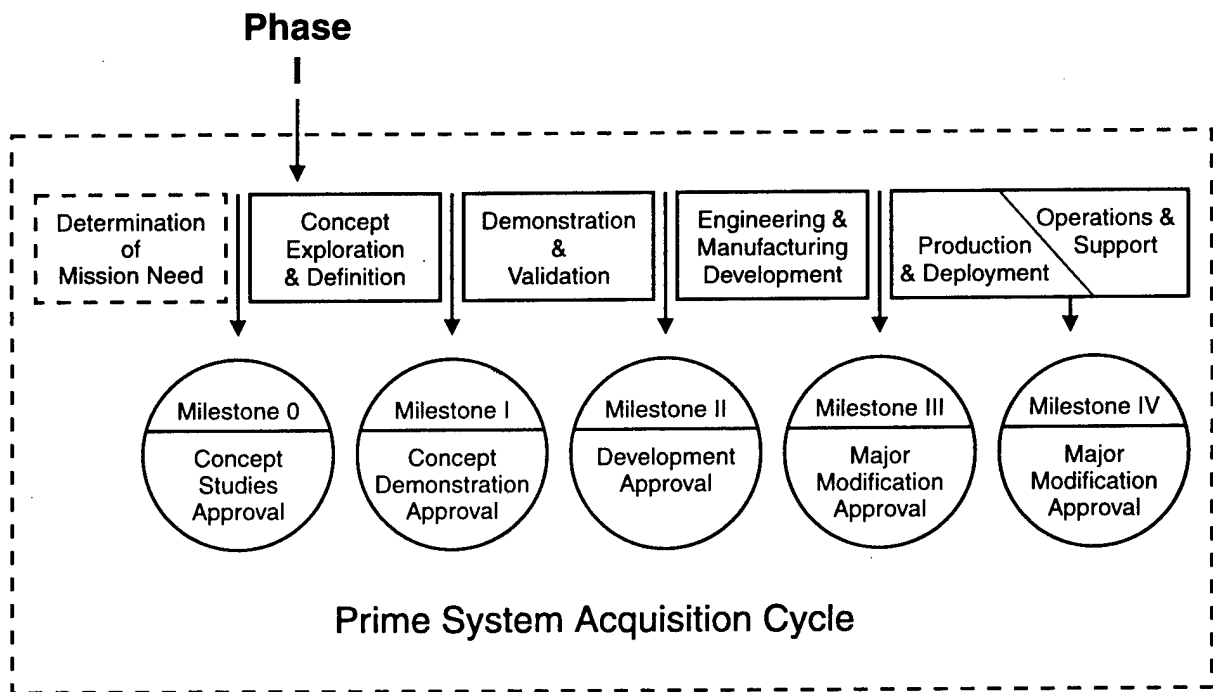 Phase
I
Determination
of
Mission Need
Concept
Exploration
& Definition
Demonstration
&
Validation
Engineering &
Manufacturing
Development
Production
& Deployment
Operations &
Support
Milestone 0
Concept
Studies
Approval
Milestone I
Concept
Demonstration
Approval
Milestone II
Development
Approval
Milestone III
Major
Modification
Approval
Milestone IV
Major
Modification
Approval
Prime System Acquisition Cycle